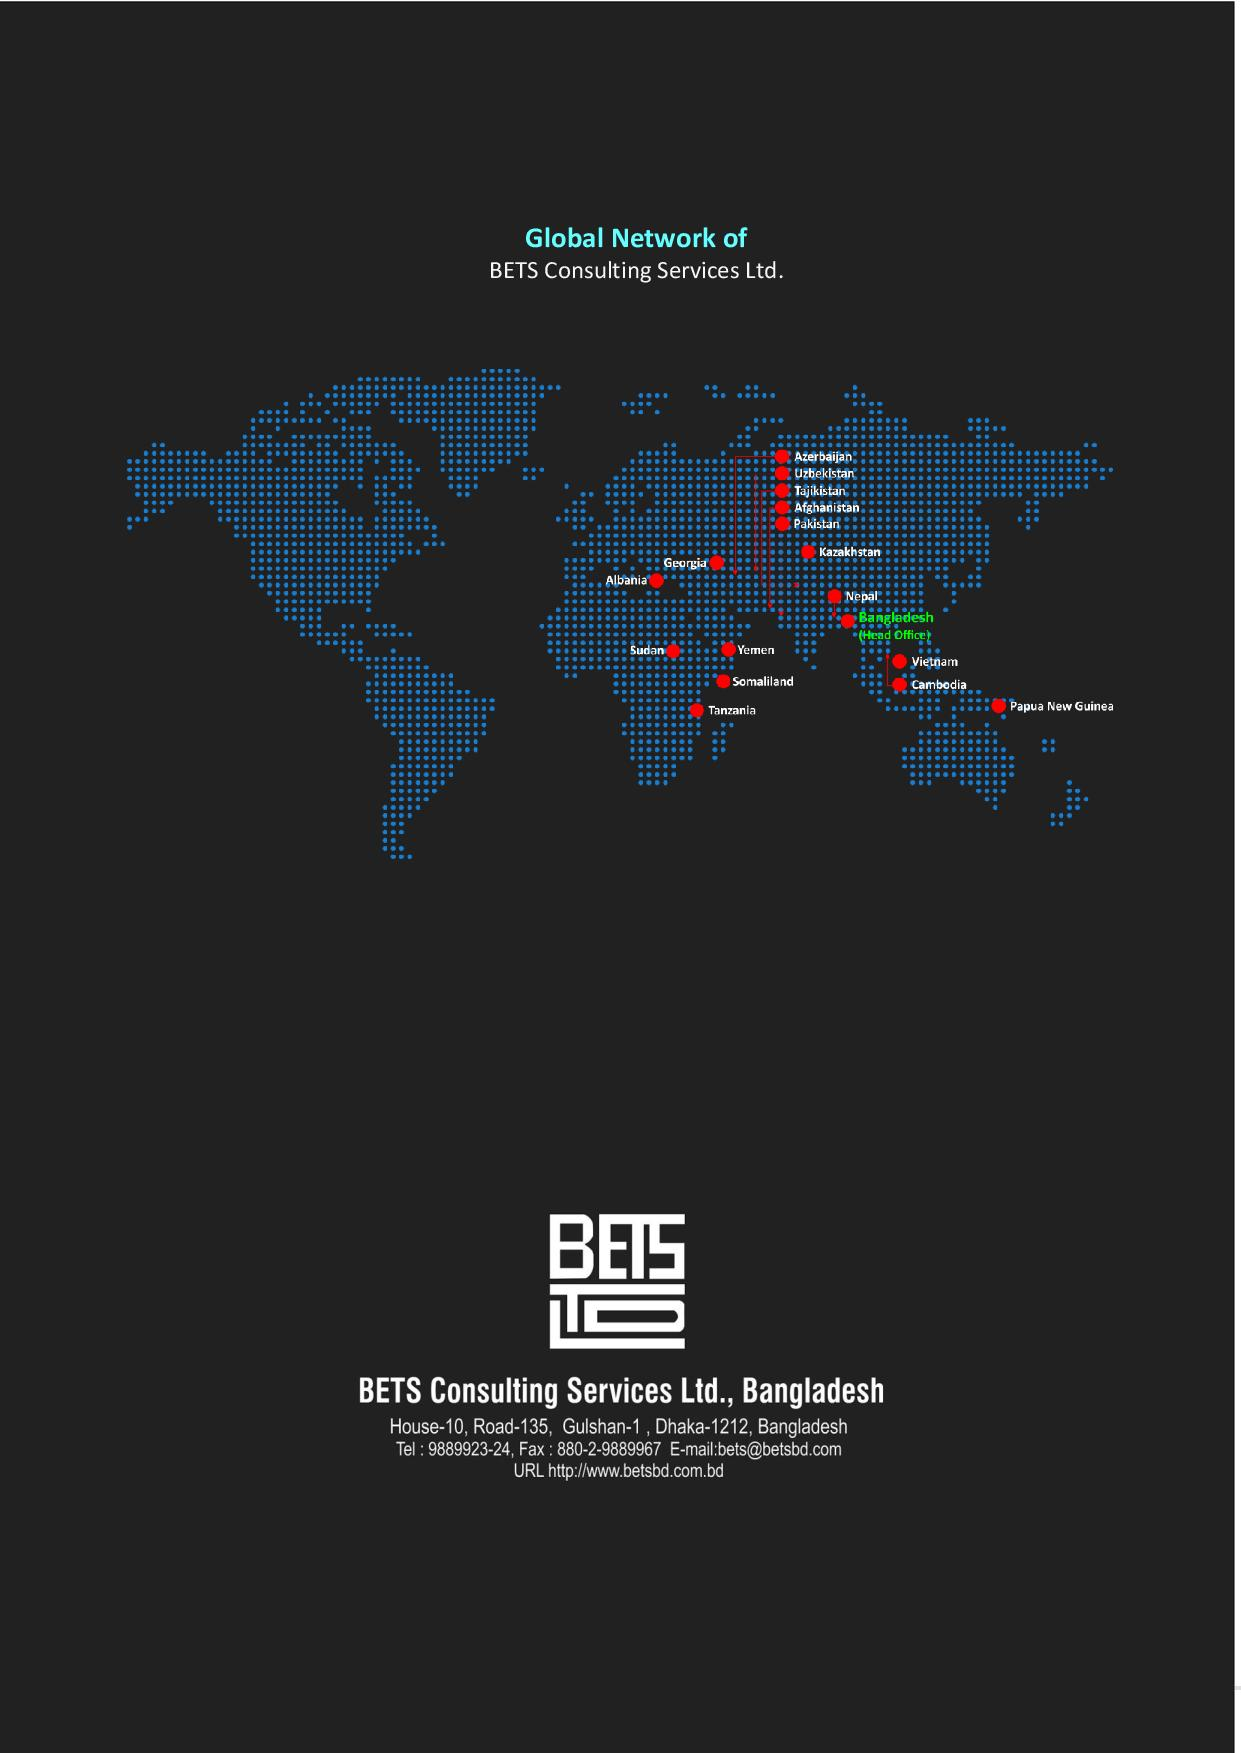 Global Network of
BETS Consulting Services Ltd.
Azerbaijan
Uzbekistan
Tajikistan
Afghanistan
Pakistan
Kazakhstan
Georgia
Albania
Nepal
Bangladesh
(Head Office)
Sudan
Yemen
Vietnam
Somaliland
Cambodia
Tanzania
Papua New Guinea
BETS
LTD
BETS Consulting Services Ltd., Bangladesh
House-10, Road-135, Gulshan-1 , Dhaka-1212, Bangladesh
Tel : 9889923-24, Fax : 880-2-9889967 E-mail:bets@betsbd.com
URL http://www.betsbd.com.bd